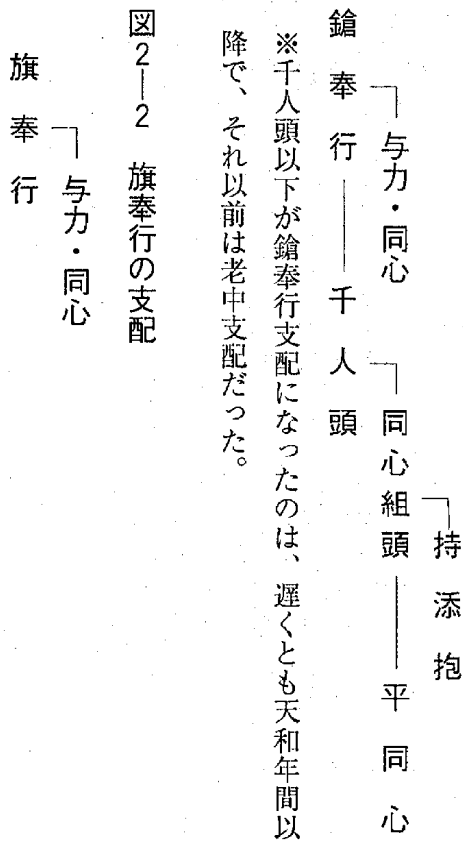 持添抱
与力・同心
同心組頭――平同心
鎗奉行――千人頭
※千人頭以下が鎗奉行支配になったのは、遅くとも天和年間以
降で、それ以前は老中支配だった。
図2―2 旗奉行の支配
与力・同心
旗奉行